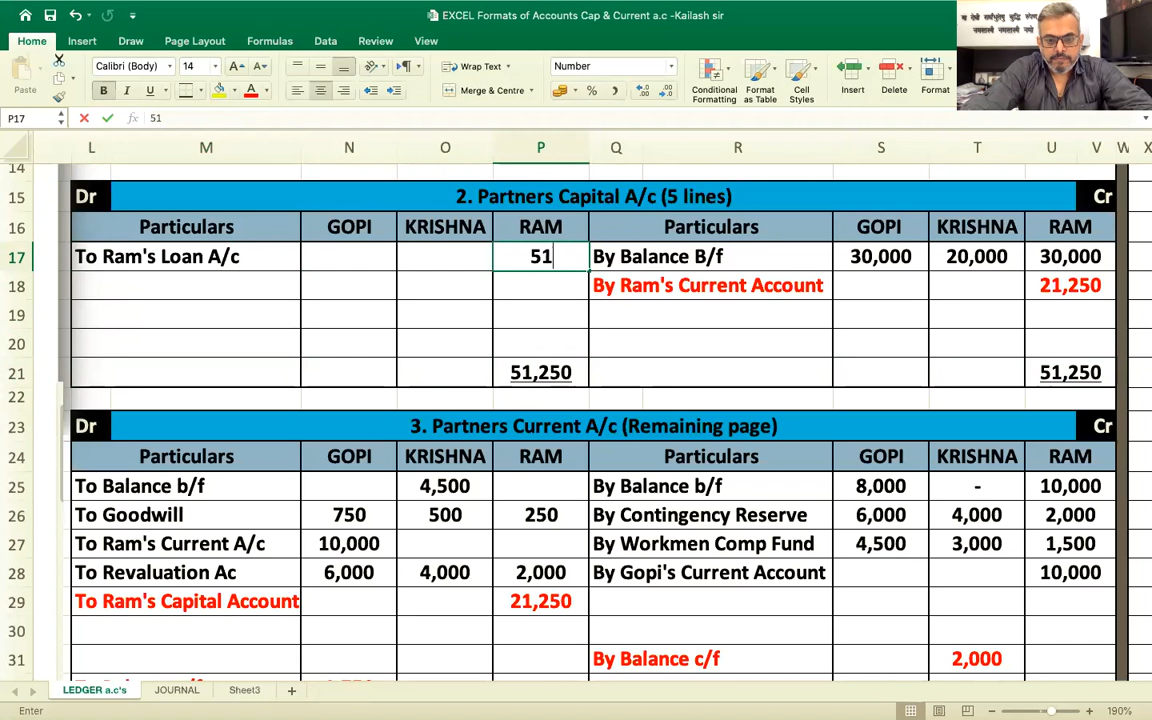 EXCEL Formats of Accounts Cap & Current a.c -Kailash sir
Home Insert Draw Page Layout Formulas Data Review View
Paste Calibri (Body) 14 A A Wrap Text Number Conditional Formatting Format as Table Cell Styles Insert Delete Format
B I U A Merge & Centre %
P17 fx 51
L M N O P Q R S T U V W X
14
15 Dr 2. Partners Capital A/c (5 lines) Cr
16 Particulars GOPI KRISHNA RAM Particulars GOPI KRISHNA RAM
17 To Ram's Loan A/c 51 By Balance B/f 30,000 20,000 30,000
18 By Ram's Current Account 21,250
19
20
21 51,250 51,250
22
23 Dr 3. Partners Current A/c (Remaining page) Cr
24 Particulars GOPI KRISHNA RAM Particulars GOPI KRISHNA RAM
25 To Balance b/f 4,500 By Balance b/f 8,000 - 10,000
26 To Goodwill 750 500 250 By Contingency Reserve 6,000 4,000 2,000
27 To Ram's Current A/c 10,000 By Workmen Comp Fund 4,500 3,000 1,500
28 To Revaluation Ac 6,000 4,000 2,000 By Gopi's Current Account 10,000
29 To Ram's Capital Account 21,250
30
31 By Balance c/f 2,000
LEDGER a.c's JOURNAL Sheet3 +
Enter 190%